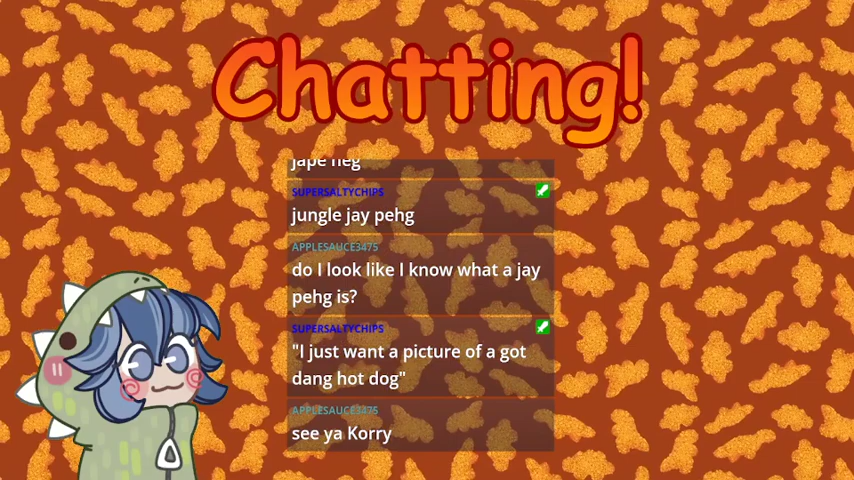 Chatting!
jape heg
SUPERSALTYCHIPS
jungle jay pehg
APPLESAUCE3475
do I look like I know what a jay
pehg is?
SUPERSALTYCHIPS
"I just want a picture of a got
dang hot dog"
APPLESAUCE3475
see ya Korry